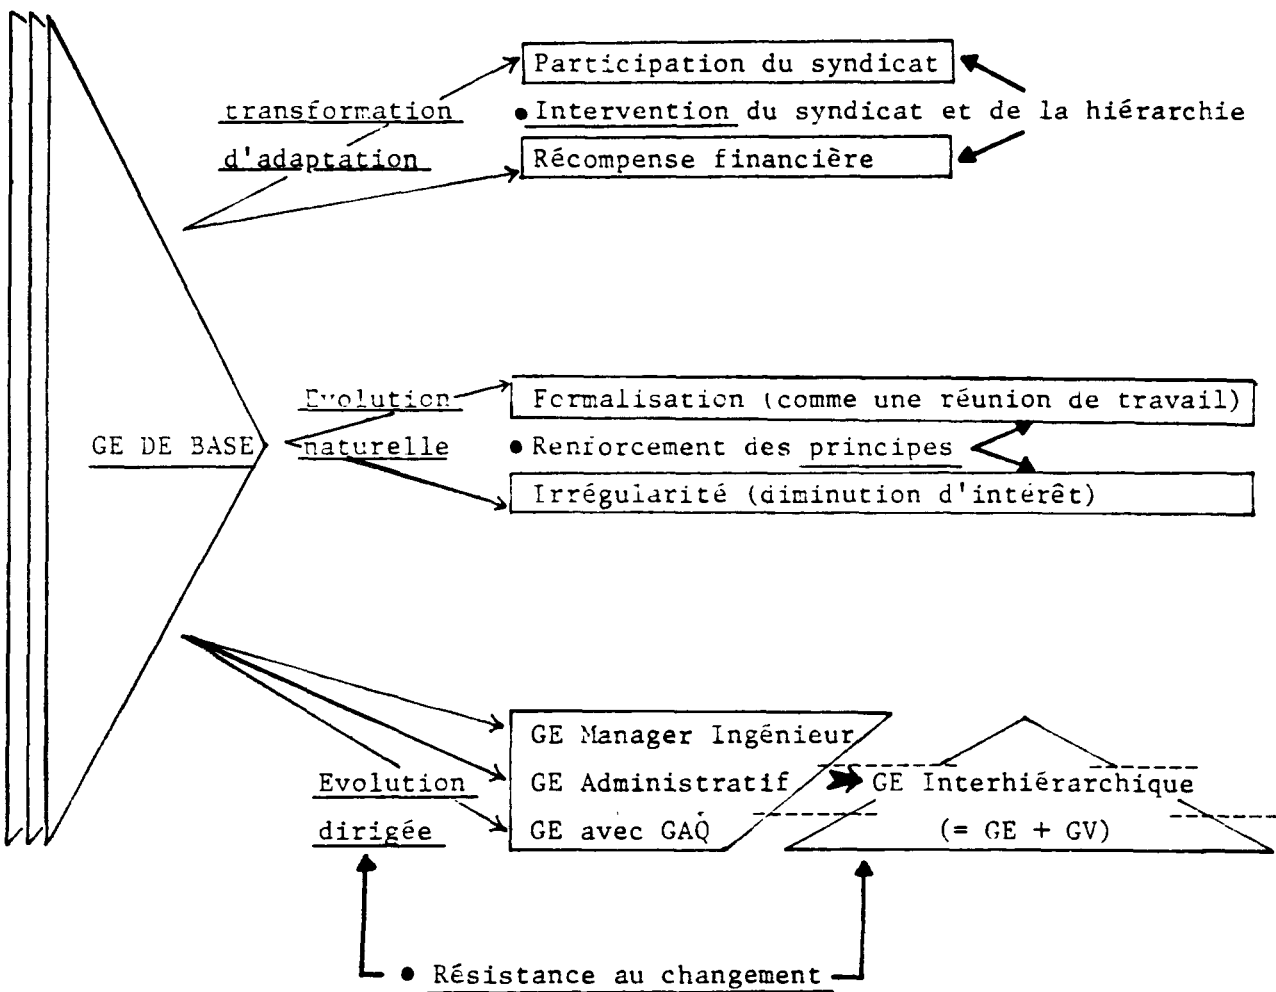 Participation du syndicat
transformation
• Intervention du syndicat et de la hiérarchie
d'adaptation
Récompense financière
Evolution
Formalisation (comme une réunion de travail)
GE DE BASE
naturelle
• Renforcement des principes
Irrégularité (diminution d'intérêt)
GE Manager Ingénieur
Evolution
GE Administratif
GE Interhiérarchique
dirigée
GE avec GAQ
(= GE + GV)
• Résistance au changement